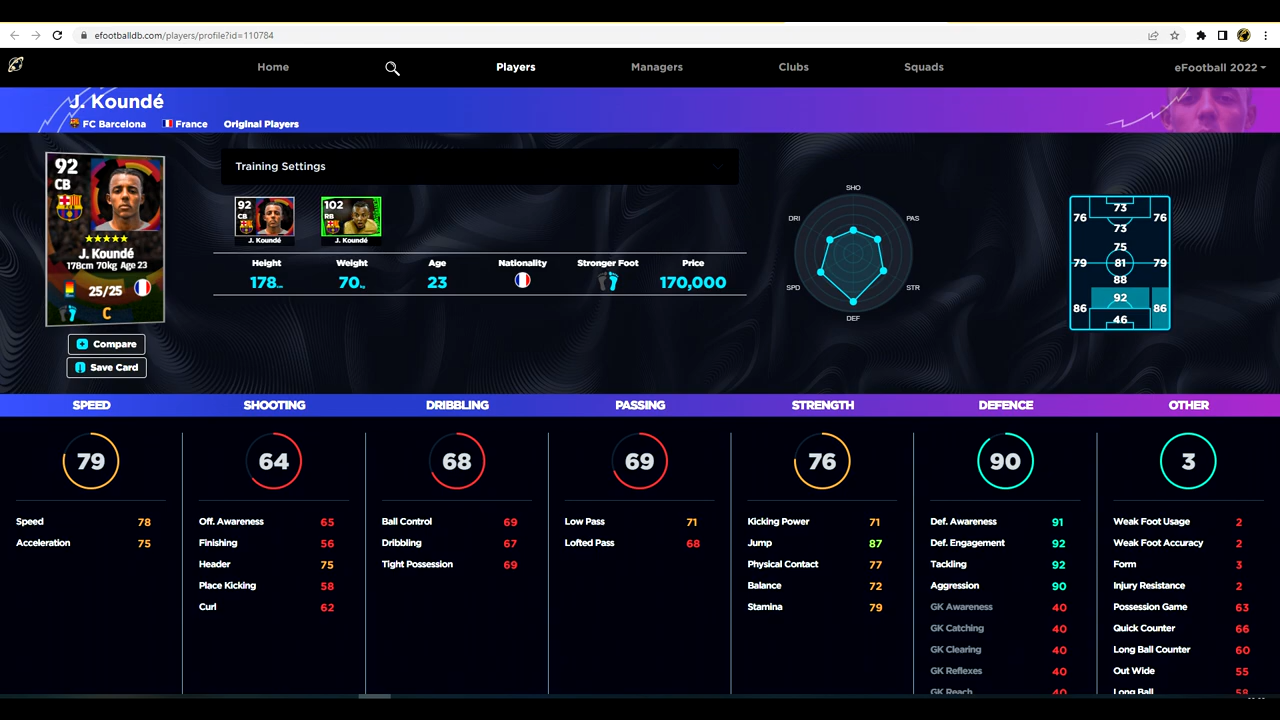 efootballdb.com/players/profile?id=110784
Home Players Managers Clubs Squads eFootball 2022
J. Koundé
FC Barcelona France Original Players
92
CB
J. Koundé
178cm 70kg Age 23
25/25
C
Compare
Save Card
Training Settings
92 CB J. Koundé
102 RB J. Koundé
Height Weight Age Nationality Stronger Foot Price
178 70 23 170,000
SHO
DRI PAS
SPD STR
DEF
73
76 76
73
75
79 81 79
88
92
86 86
46
SPEED SHOOTING DRIBBLING PASSING STRENGTH DEFENCE OTHER
79 64 68 69 76 90 3
Speed 78
Acceleration 75
Off. Awareness 65
Finishing 56
Header 75
Place Kicking 58
Curl 62
Ball Control 69
Dribbling 67
Tight Possession 69
Low Pass 71
Lofted Pass 68
Kicking Power 71
Jump 87
Physical Contact 77
Balance 72
Stamina 79
Def. Awareness 91
Def. Engagement 92
Tackling 92
Aggression 90
GK Awareness 40
GK Catching 40
GK Clearing 40
GK Reflexes 40
GK Reach 40
Weak Foot Usage 2
Weak Foot Accuracy 2
Form 3
Injury Resistance 2
Possession Game 63
Quick Counter 66
Long Ball Counter 60
Out Wide 55
Long Ball 58